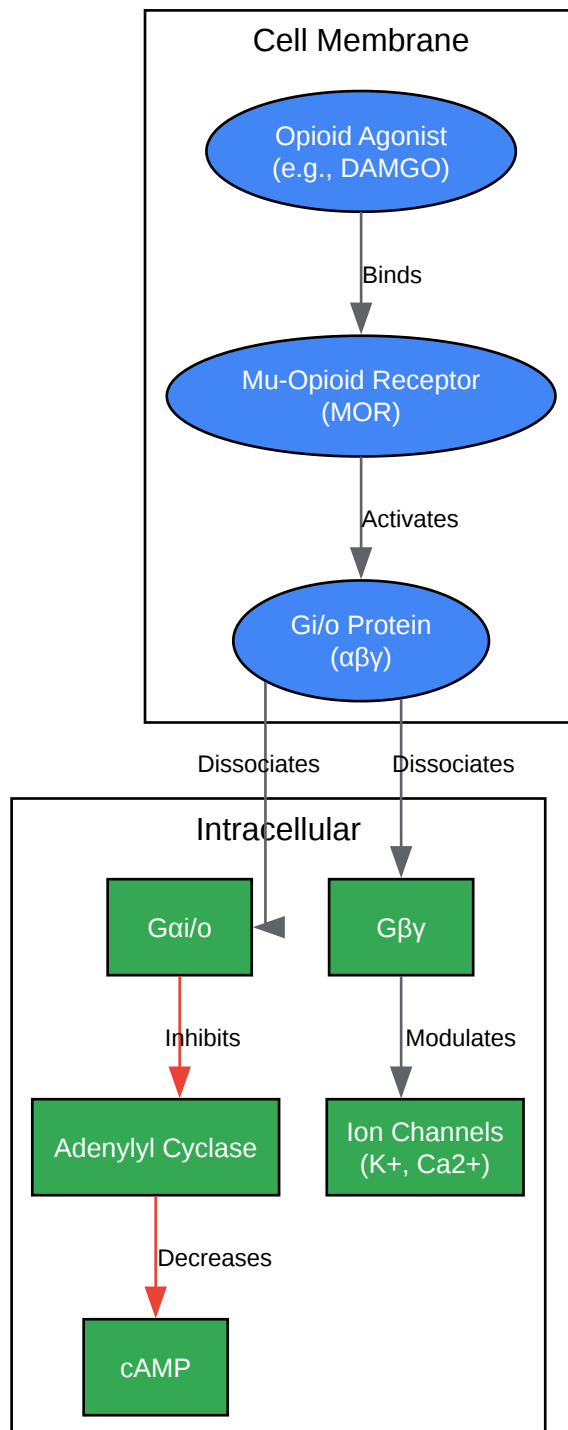 Cell Membrane
Opioid Agonist
(e.g., DAMGO)
Binds
Mu-Opioid Receptor
(MOR)
Activates
Gi/o Protein
(αβγ)
Dissociates
Dissociates
Intracellular
Gαi/o
Gβγ
Inhibits
Modulates
Adenylyl Cyclase
Ion Channels
(K+, Ca2+)
Decreases
cAMP